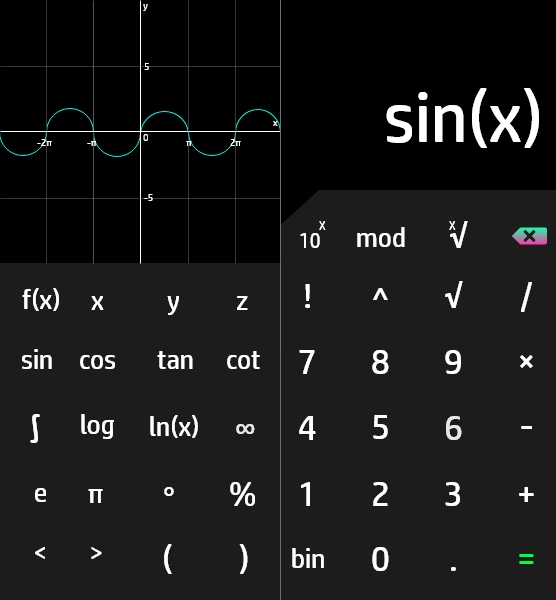 y
5
x
-2π -π 0 π 2π
-5
sin(x)
f(x) x y z
sin cos tan cot
∫ log ln(x) ∞
e π ° %
< > ( )
10^x mod ˣ√ x
! ^ √ /
7 8 9 ×
4 5 6 -
1 2 3 +
bin 0 . =